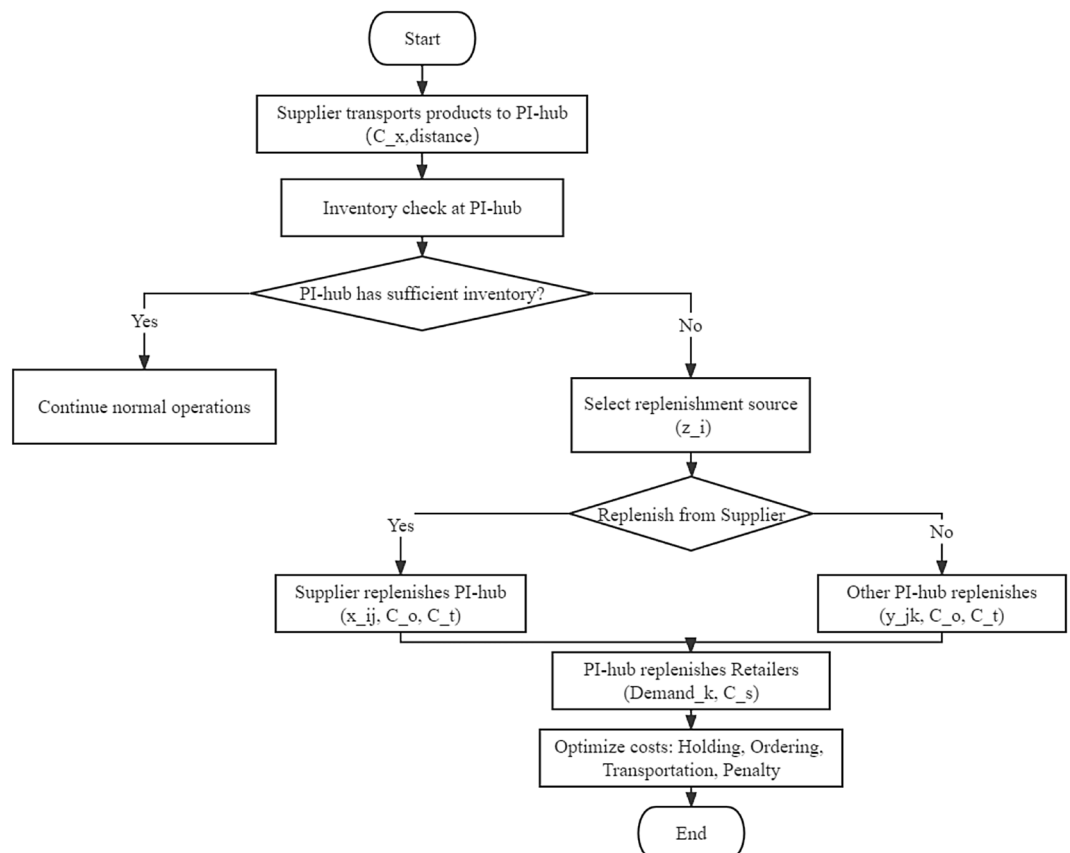 Start
Supplier transports products to PI-hub
(C_x,distance)
Inventory check at PI-hub
PI-hub has sufficient inventory?
Yes
No
Continue normal operations
Select replenishment source
(z_i)
Replenish from Supplier
Yes
No
Supplier replenishes PI-hub
(x_ij, C_o, C_t)
Other PI-hub replenishes
(y_jk, C_o, C_t)
PI-hub replenishes Retailers
(Demand_k, C_s)
Optimize costs: Holding, Ordering,
Transportation, Penalty
End